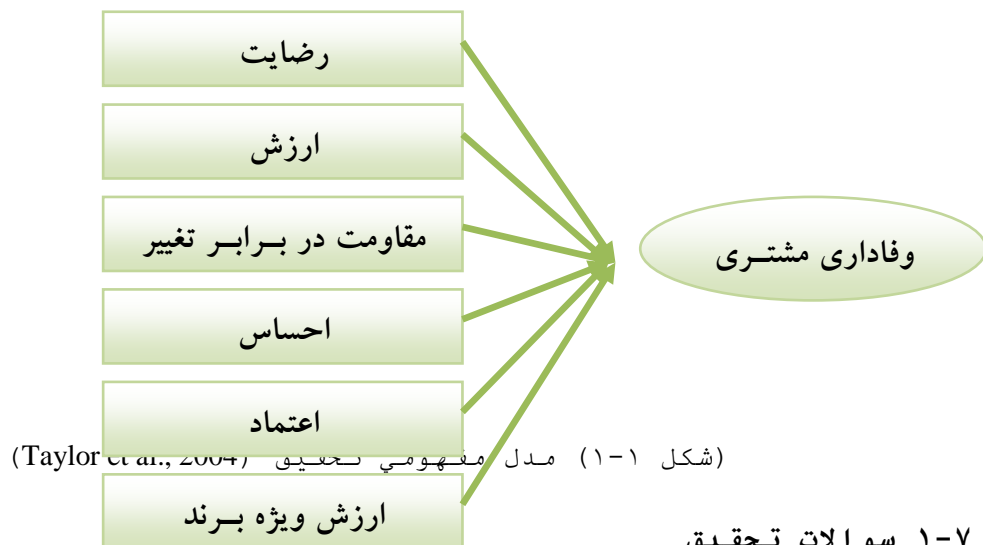 رضایت
ارزش
مقاومت در برابر تغییر
وفاداری مشتری
احساس
اعتماد
(شکل ۱-۱) مدل مفهومي تحقیق (Taylor et al., 2004)
ارزش ویژه برند
۱-۷ سوالات تحقیق